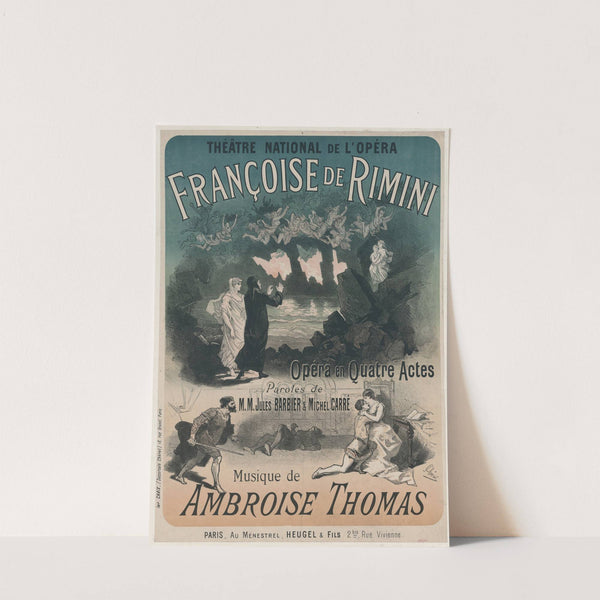 THÉÂTRE NATIONAL DE L'OPÉRA
FRANÇOISE DE RIMINI
Opéra en Quatre Actes
Paroles de
M.M. JULES BARBIER & MICHEL CARRÉ
Musique de
AMBROISE THOMAS
PARIS, AU MÉNESTREL, HEUGEL & FILS 2bis, Rue Vivienne.